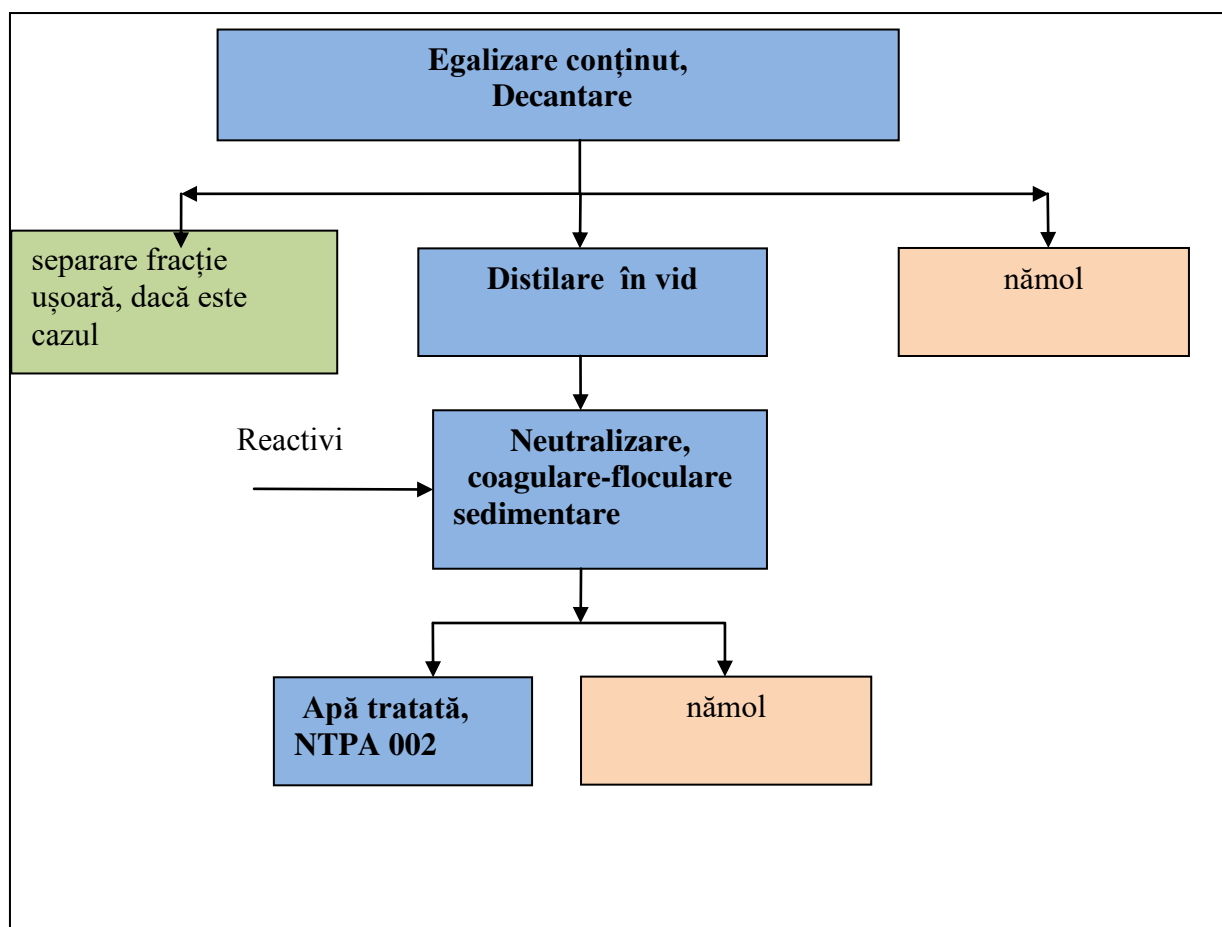 Egalizare conținut,
Decantare
separare fracție
ușoară, dacă este
cazul
Distilare în vid
nămol
Reactivi
Neutralizare,
coagulare-floculare
sedimentare
Apă tratată,
NTPA 002
nămol